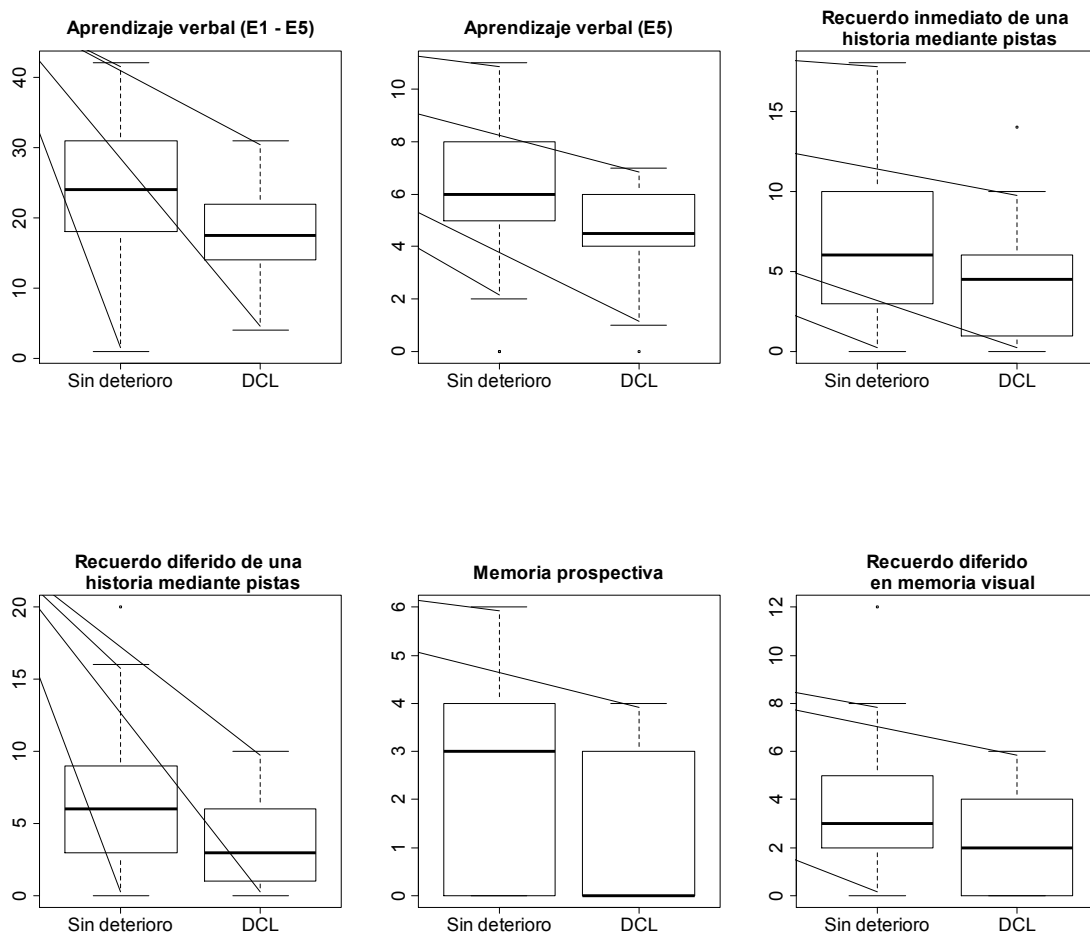 Aprendizaje verbal (E1 - E5)
0 10 20 30 40
Sin deterioro DCL
Aprendizaje verbal (E5)
0 2 4 6 8 10
Sin deterioro DCL
Recuerdo inmediato de una
historia mediante pistas
0 5 10 15
Sin deterioro DCL
Recuerdo diferido de una
historia mediante pistas
0 5 10 15 20
Sin deterioro DCL
Memoria prospectiva
0 1 2 3 4 5 6
Sin deterioro DCL
Recuerdo diferido
en memoria visual
0 2 4 6 8 10 12
Sin deterioro DCL